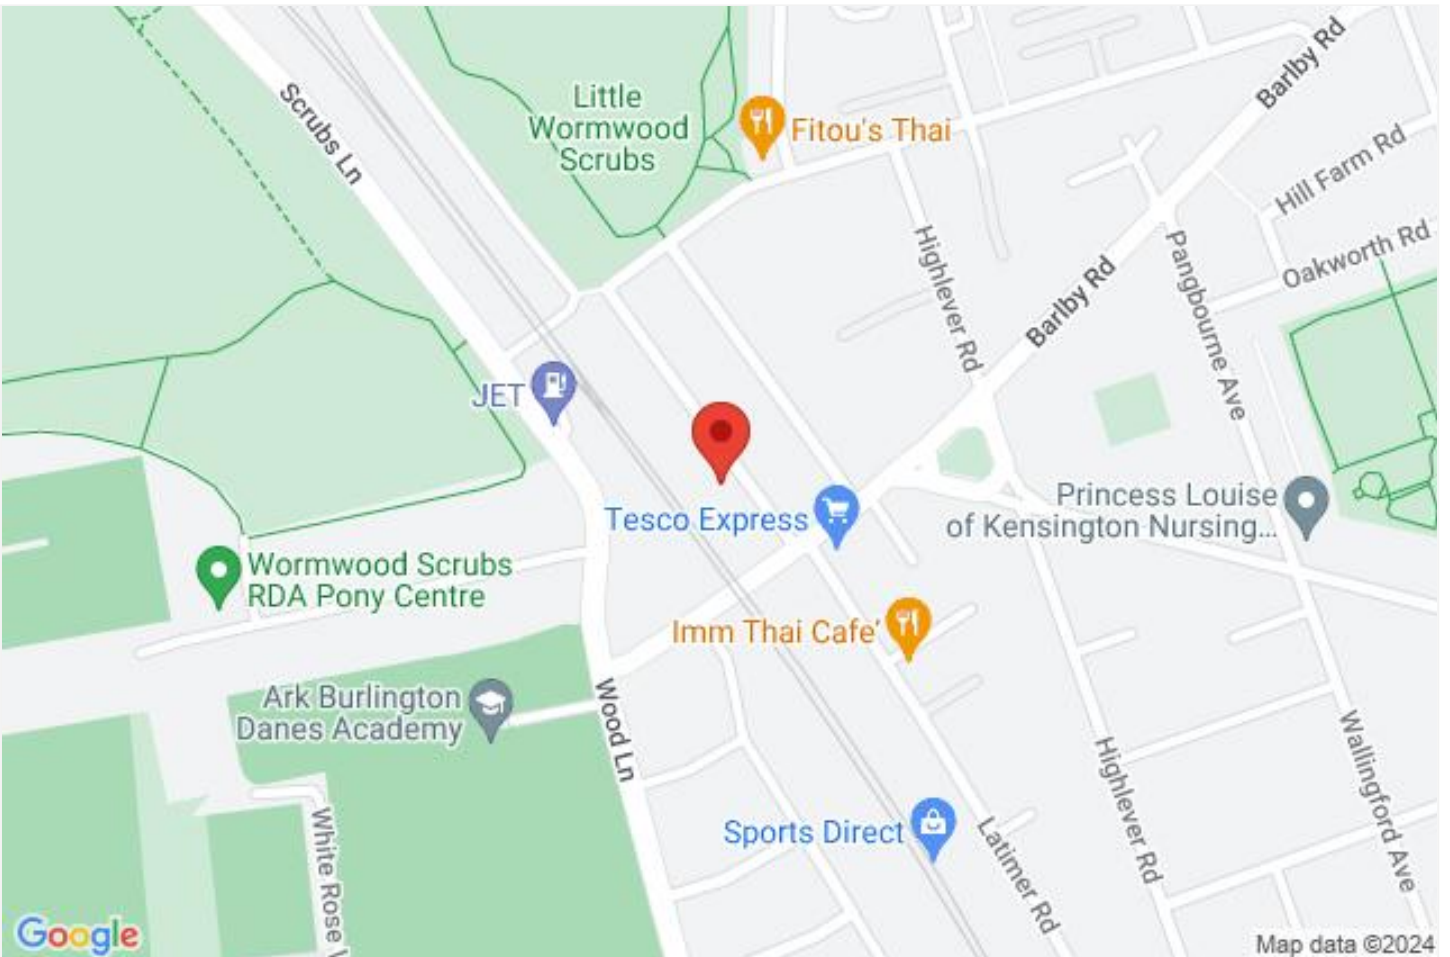 Barlby Rd
Scrubs Ln
Little
Wormwood
Scrubs
Fitou's Thai
Hill Farm Rd
Highlever Rd
Barlby Rd
Pangbourne Ave
Oakworth Rd
JET
Tesco Express
Princess Louise
of Kensington Nursing...
Wormwood Scrubs
RDA Pony Centre
Imm Thai Cafe'
Ark Burlington
Danes Academy
Wood Ln
Highlever Rd
Wallingford Ave
White Rose
Sports Direct
Latimer Rd
Google
Map data ©2024